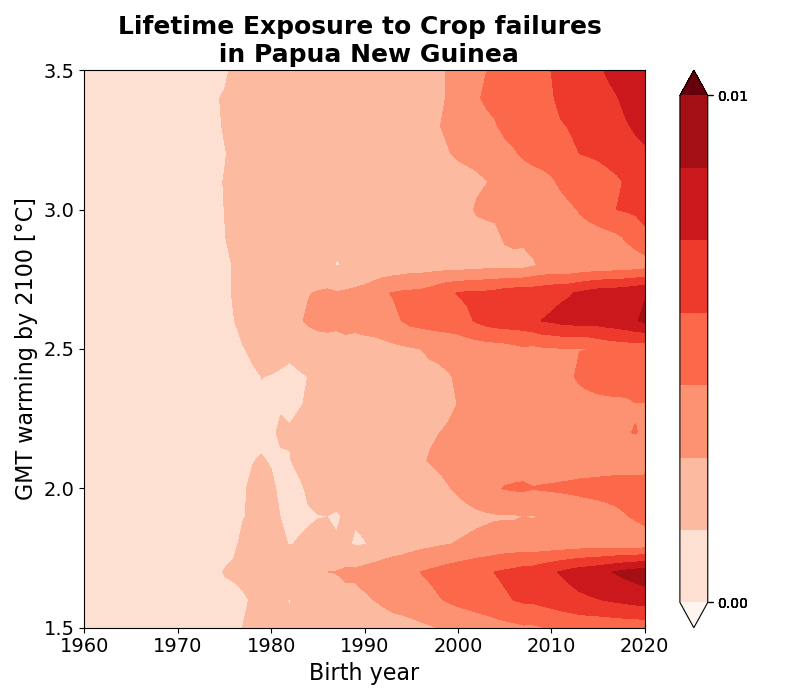 Lifetime Exposure to Crop failures
in Papua New Guinea
GMT warming by 2100 [°C]
3.5
3.0
2.5
2.0
1.5
1960 1970 1980 1990 2000 2010 2020
Birth year
0.01
0.00